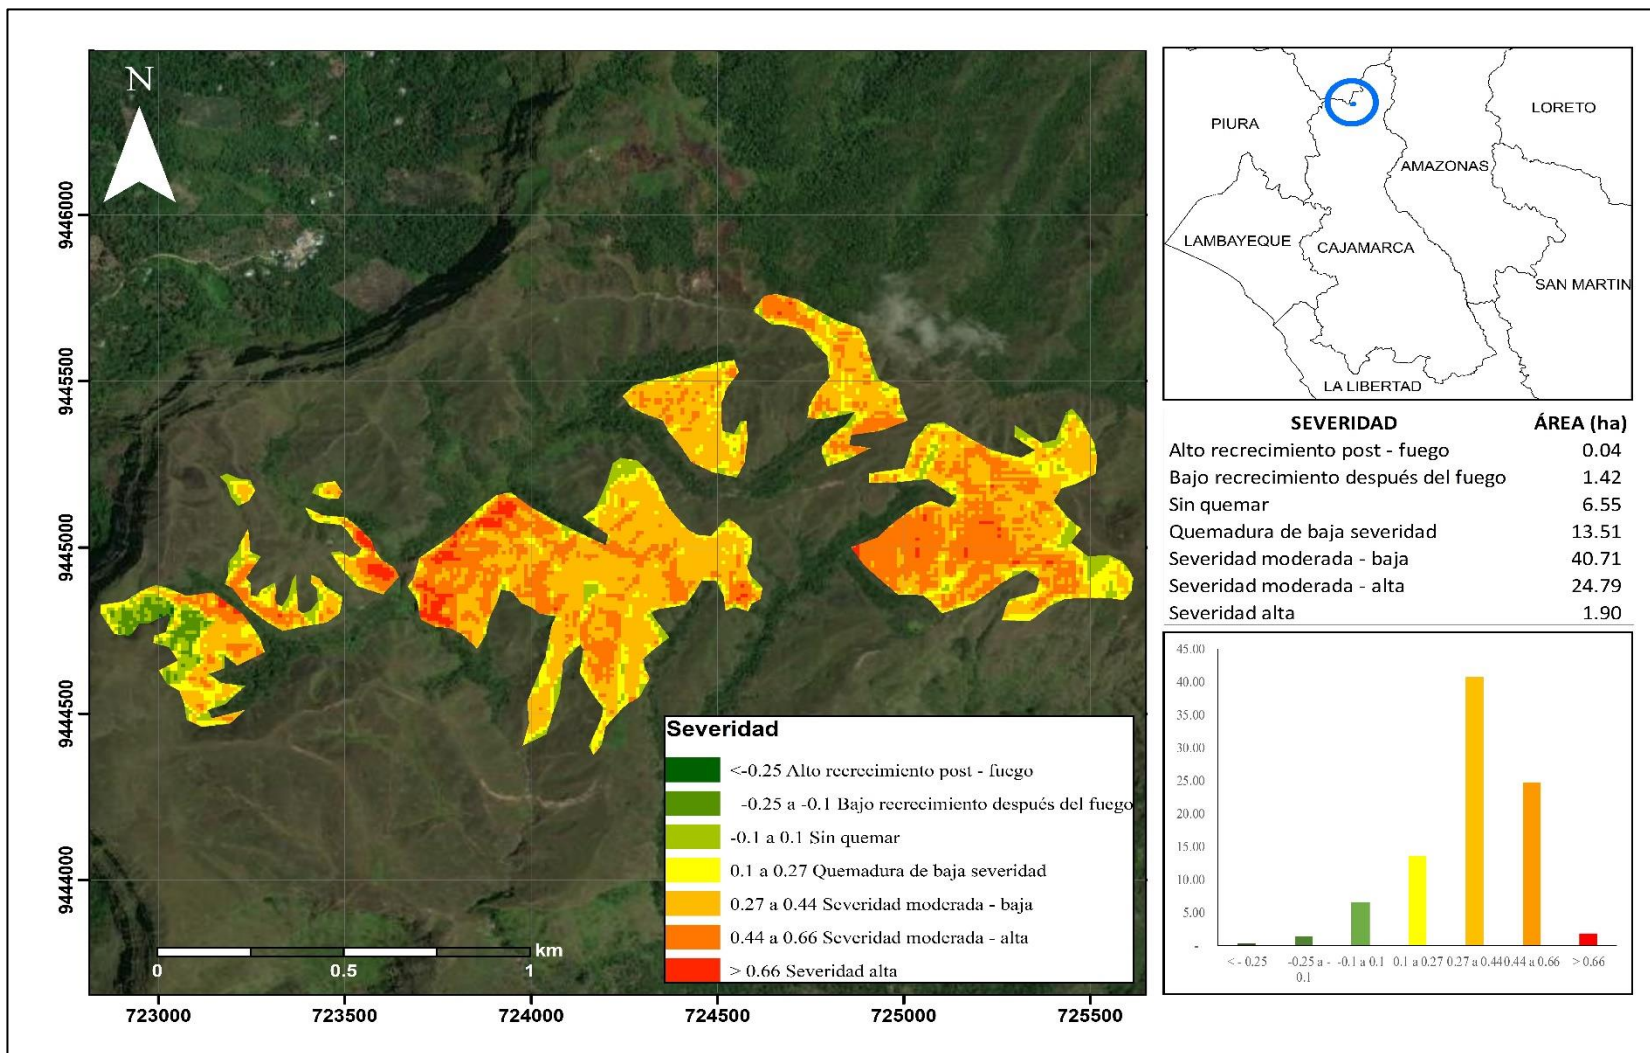 N
9446000
9445500
9445000
9444500
9444000
723000
723500
724000
724500
725000
725500
0
0.5
1
km
Severidad
<-0.25 Alto recrecimiento post - fuego
-0.25 a -0.1 Bajo recrecimiento después del fuego
-0.1 a 0.1 Sin quemar
0.1 a 0.27 Quemadura de baja severidad
0.27 a 0.44 Severidad moderada - baja
0.44 a 0.66 Severidad moderada - alta
> 0.66 Severidad alta
PIURA
LORETO
AMAZONAS
LAMBAYEQUE
CAJAMARCA
SAN MARTIN
LA LIBERTAD
SEVERIDAD ÁREA (ha)
Alto recrecimiento post - fuego 0.04
Bajo recrecimiento después del fuego 1.42
Sin quemar 6.55
Quemadura de baja severidad 13.51
Severidad moderada - baja 40.71
Severidad moderada - alta 24.79
Severidad alta 1.90
45.00
40.00
35.00
30.00
25.00
20.00
15.00
10.00
5.00
-
< - 0.25
-0.25 a -
0.1
-0.1 a 0.1
0.1 a 0.27
0.27 a 0.44
0.44 a 0.66
> 0.66